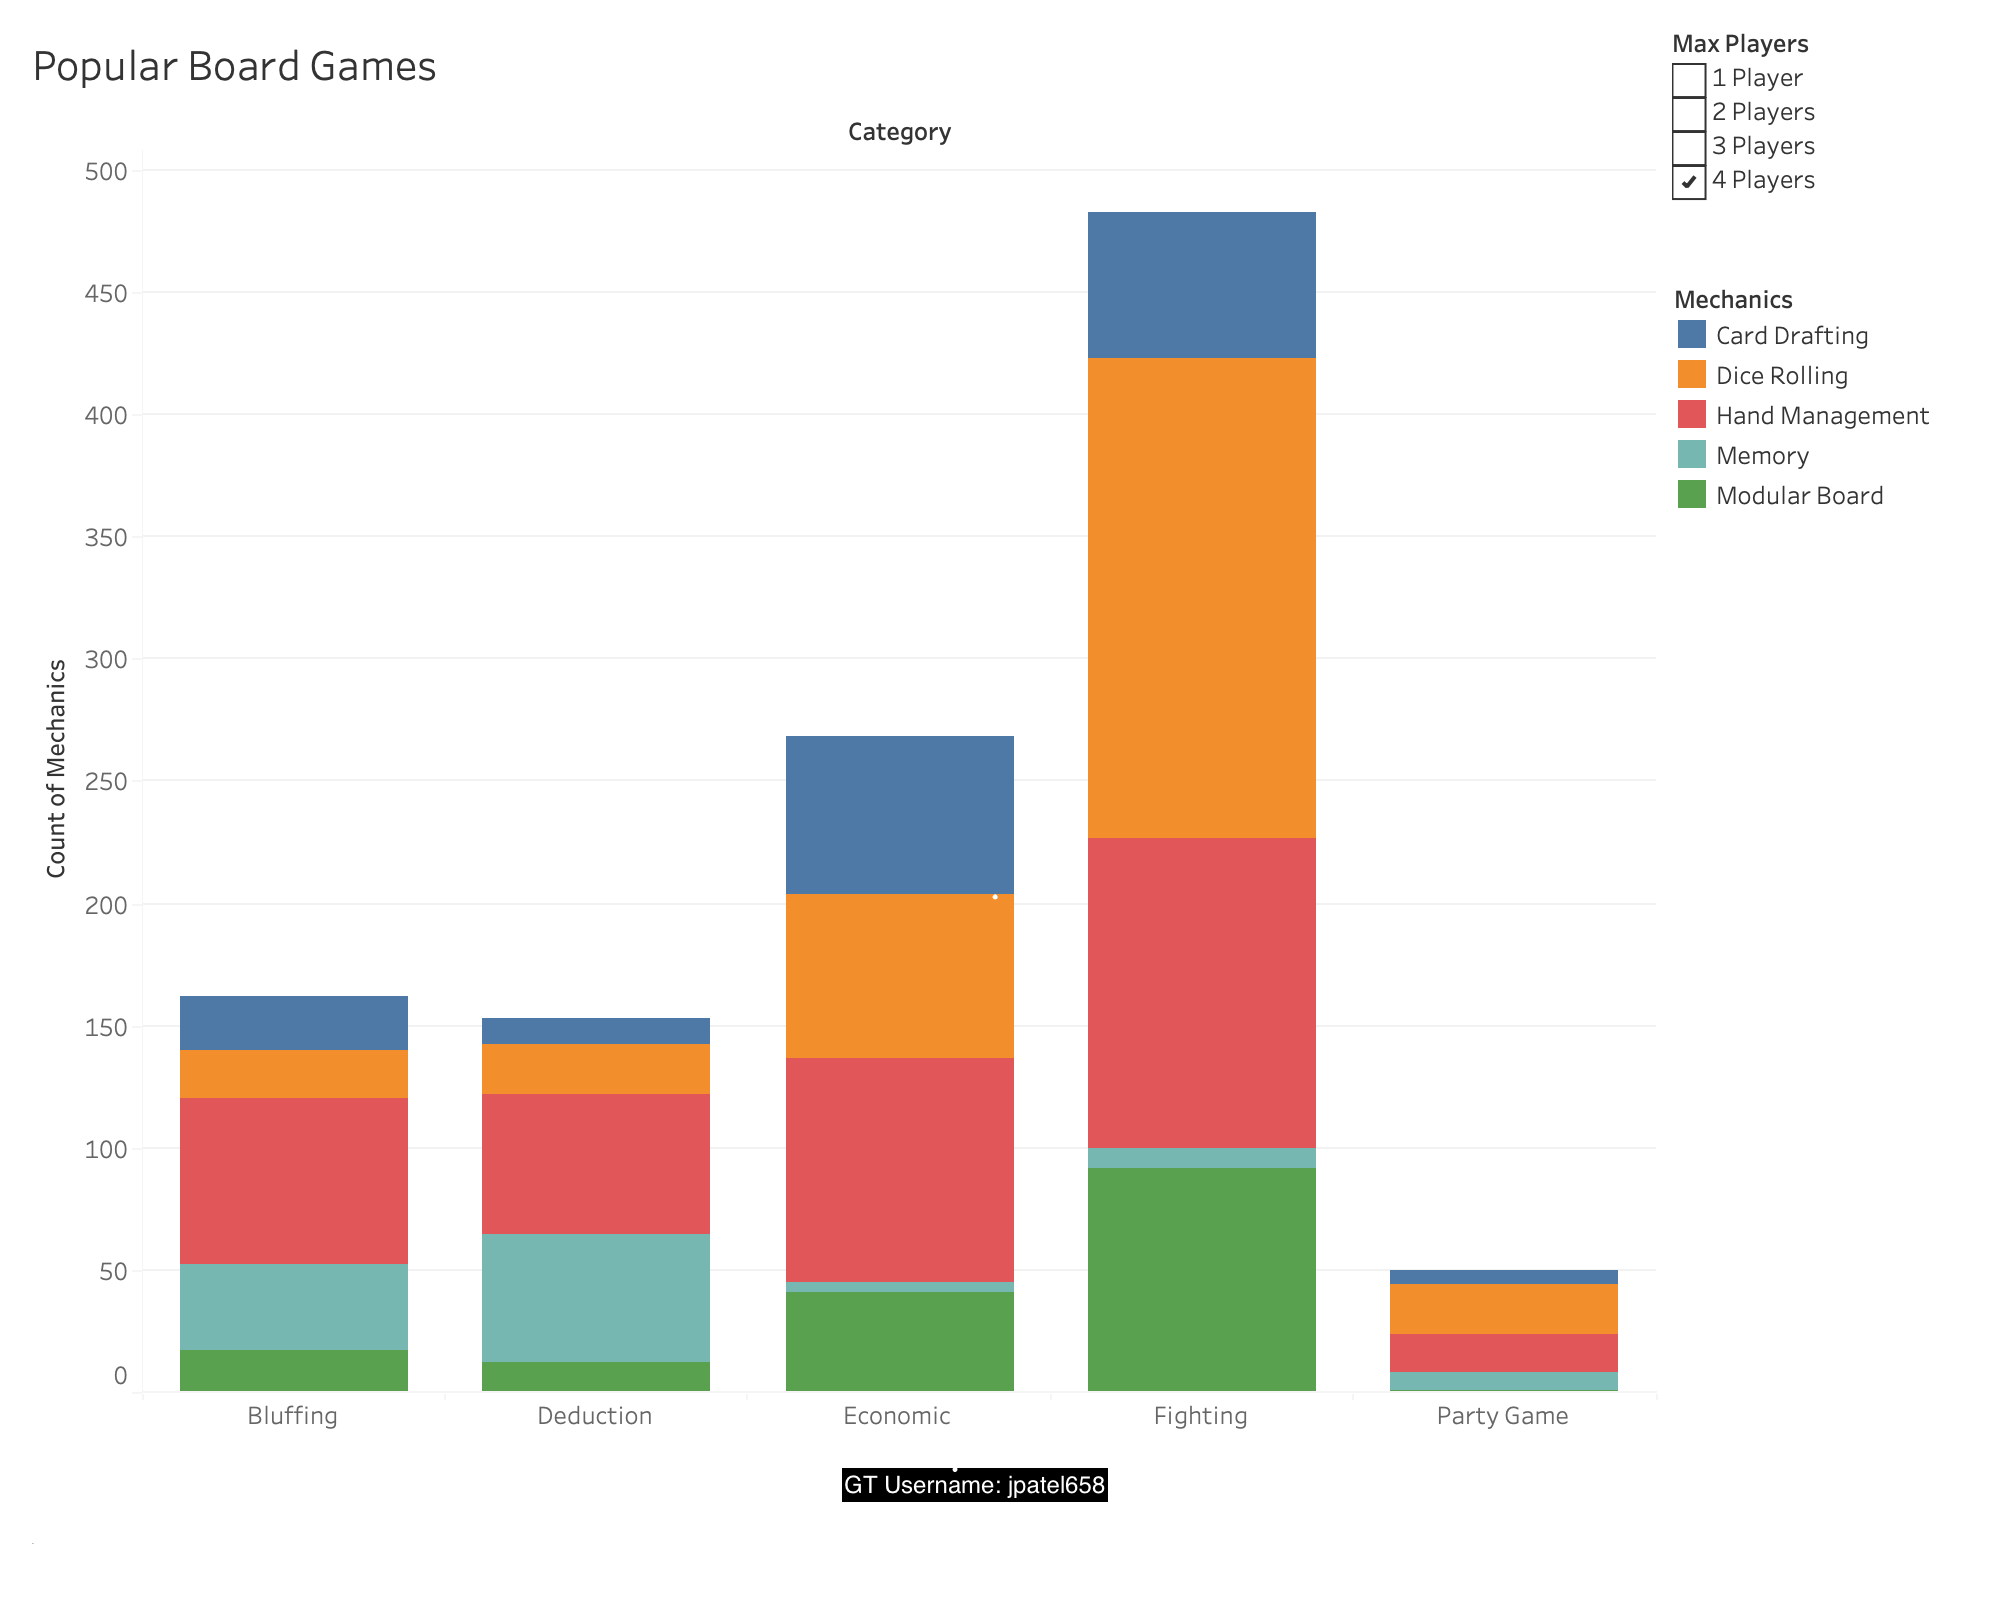 Popular Board Games
Max Players
1 Player
2 Players
3 Players
4 Players
Category
Mechanics
Card Drafting
Dice Rolling
Hand Management
Memory
Modular Board
Count of Mechanics
500
450
400
350
300
250
200
150
100
50
0
Bluffing
Deduction
Economic
Fighting
Party Game
GT Username: jpatel658